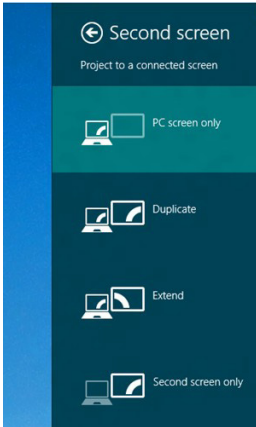 Second screen
Project to a connected screen
PC screen only
Duplicate
Extend
Second screen only